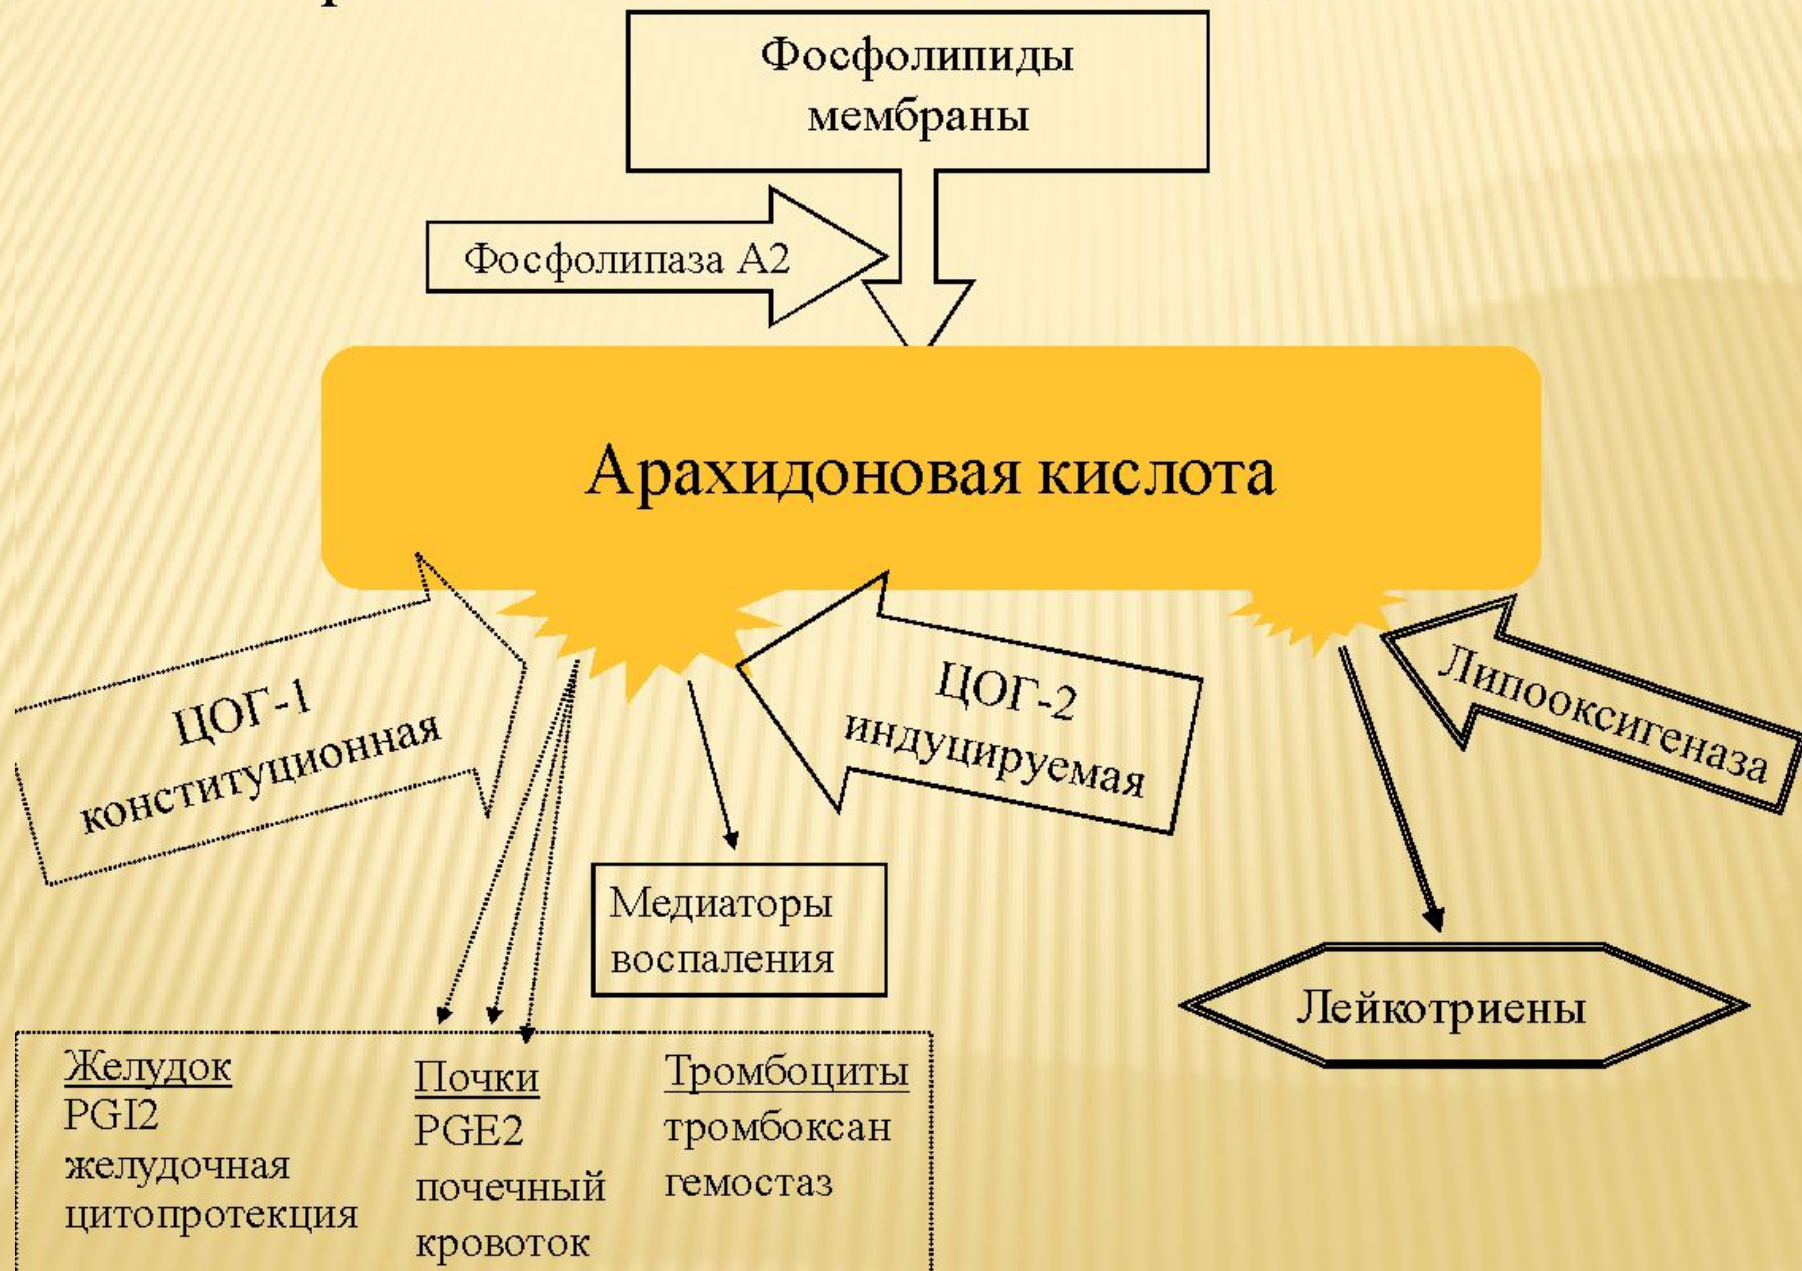 Фосфолипиды
мембраны
Фосфолипаза А2
Арахидоновая кислота
ЦОГ-1
конституционная
ЦОГ-2
индуцируемая
Липооксигеназа
Медиаторы
воспаления
Лейкотриены
Желудок
PGI2
желудочная
цитопротекция
Почки
PGE2
почечный
кровоток
Тромбоциты
тромбоксан
гемостаз